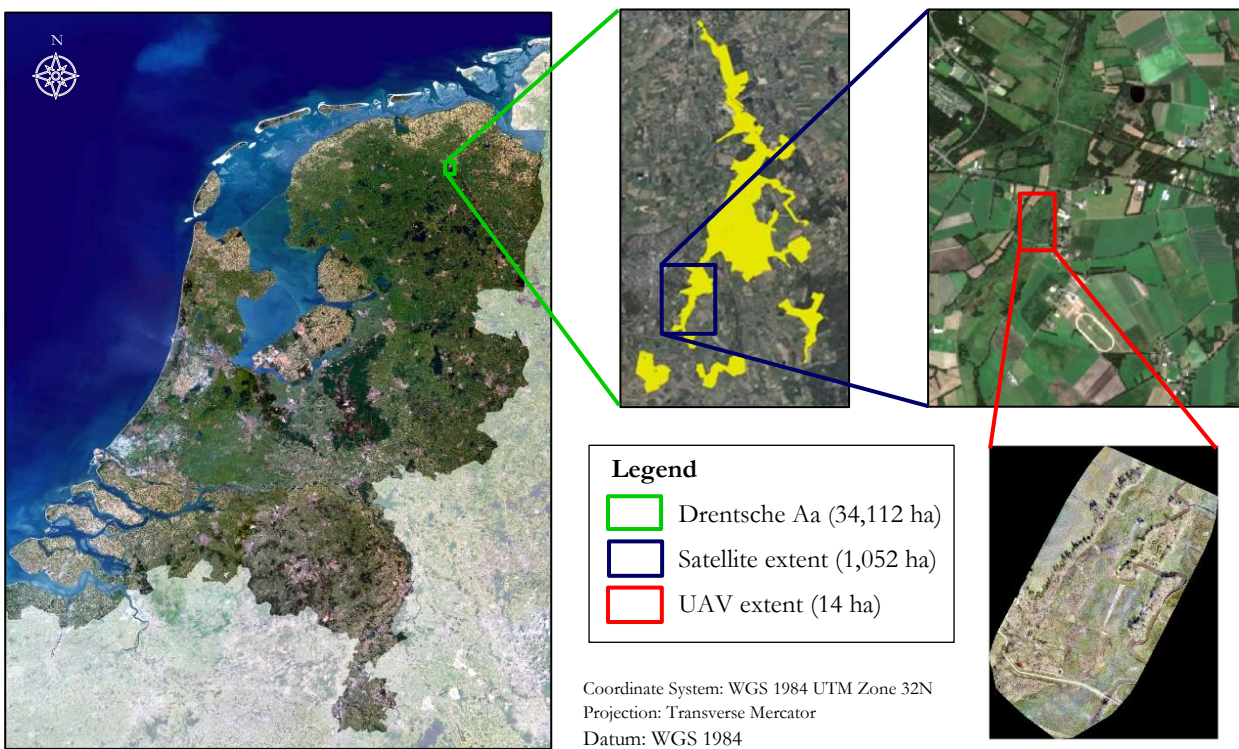 N
Legend
Drentsche Aa (34,112 ha)
Satellite extent (1,052 ha)
UAV extent (14 ha)
Coordinate System: WGS 1984 UTM Zone 32N
Projection: Transverse Mercator
Datum: WGS 1984